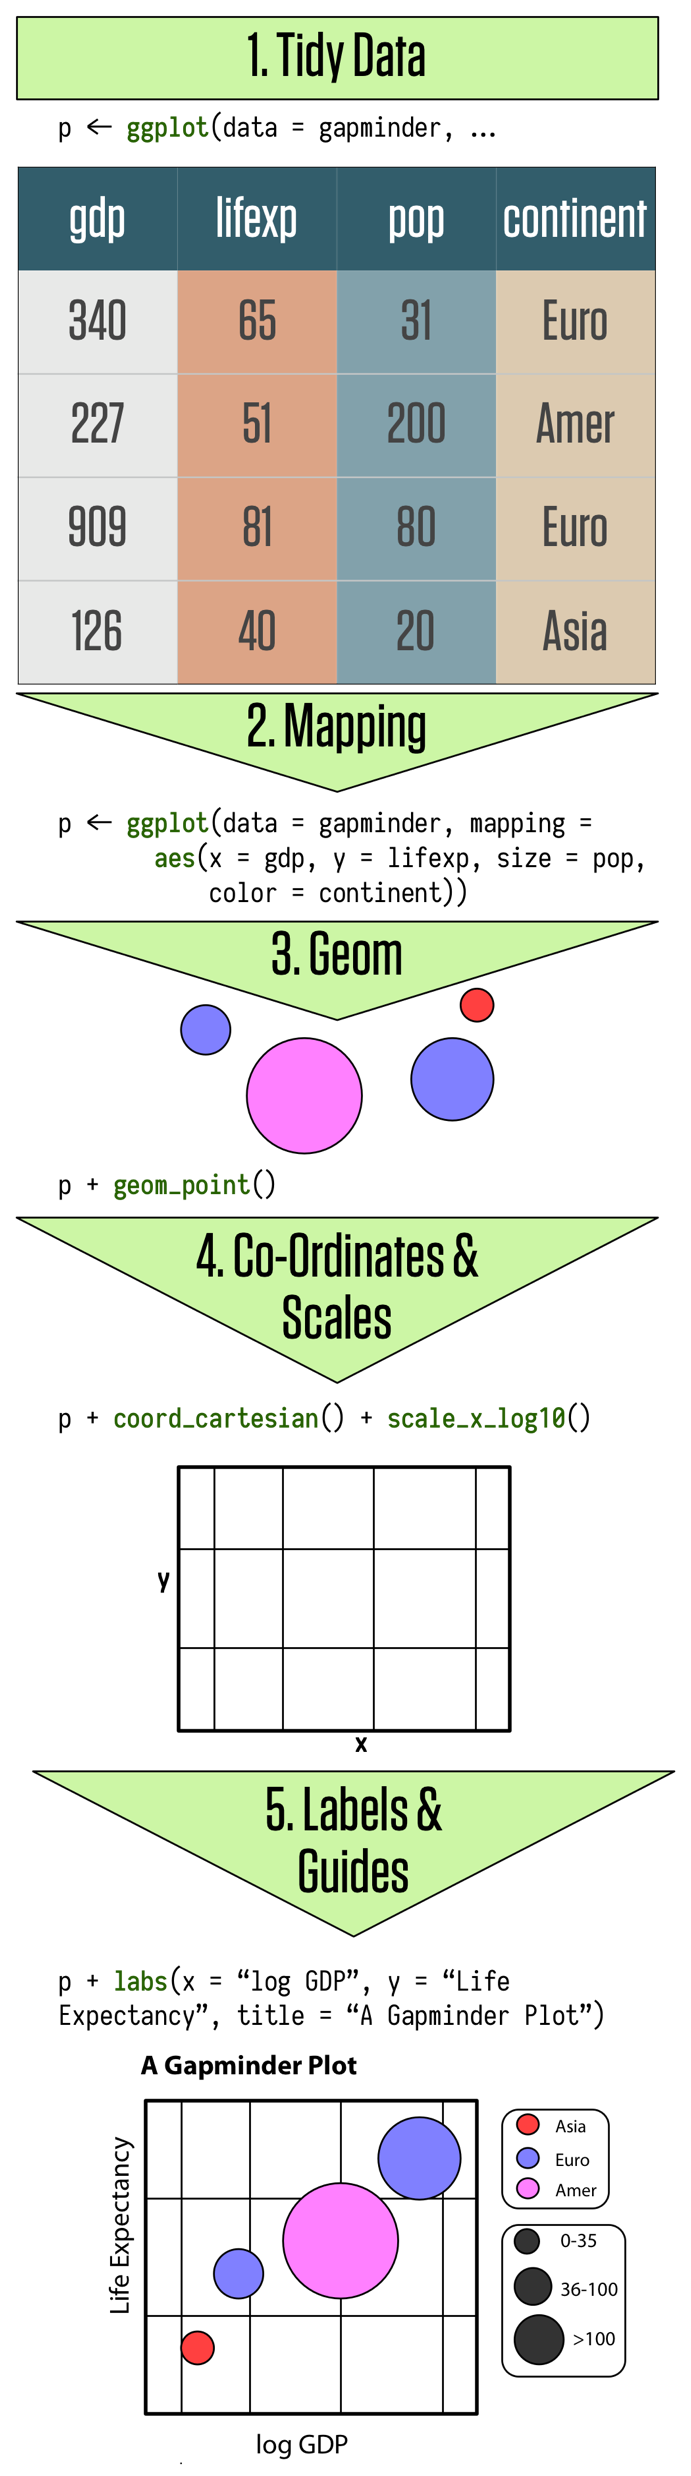 1. Tidy Data
p ← ggplot(data = gapminder, …
gdp lifexp pop continent
340 65 31 Euro
227 51 200 Amer
909 81 80 Euro
126 40 20 Asia
2. Mapping
p ← ggplot(data = gapminder, mapping =
aes(x = gdp, y = lifexp, size = pop,
color = continent))
3. Geom
p + geom_point()
4. Co-Ordinates &
Scales
p + coord_cartesian() + scale_x_log10()
y
x
5. Labels &
Guides
p + labs(x = “log GDP”, y = “Life
Expectancy”, title = “A Gapminder Plot”)
A Gapminder Plot
Life Expectancy
Asia
Euro
Amer
0-35
36-100
>100
log GDP